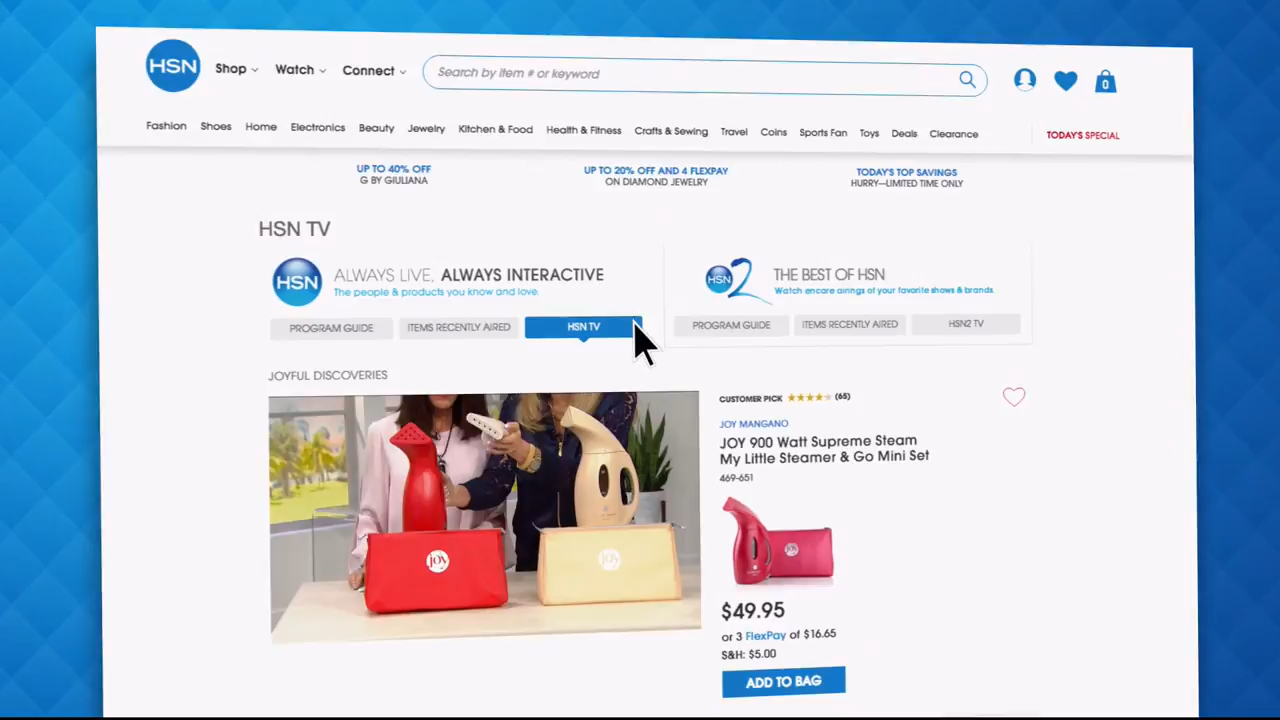 HSN
Shop
Watch
Connect
Search by item # or keyword
0
Fashion
Shoes
Home
Electronics
Beauty
Jewelry
Kitchen & Food
Health & Fitness
Crafts & Sewing
Travel
Coins
Sports Fan
Toys
Deals
Clearance
TODAY'S SPECIAL
UP TO 40% OFF
G BY GIULIANA
UP TO 20% OFF AND 4 FLEXPAY
ON DIAMOND JEWELRY
TODAY'S TOP SAVINGS
HURRY—LIMITED TIME ONLY
HSN TV
HSN
ALWAYS LIVE, ALWAYS INTERACTIVE
The people & products you know and love.
PROGRAM GUIDE
ITEMS RECENTLY AIRED
HSN TV
HSN2
THE BEST OF HSN
Watch encore airings of your favorite shows & brands.
PROGRAM GUIDE
ITEMS RECENTLY AIRED
HSN2 TV
JOYFUL DISCOVERIES
joy
joy
CUSTOMER PICK
(65)
JOY MANGANO
JOY 900 Watt Supreme Steam
My Little Steamer & Go Mini Set
469-651
joy
$49.95
or 3 FlexPay of $16.65
S&H: $5.00
ADD TO BAG